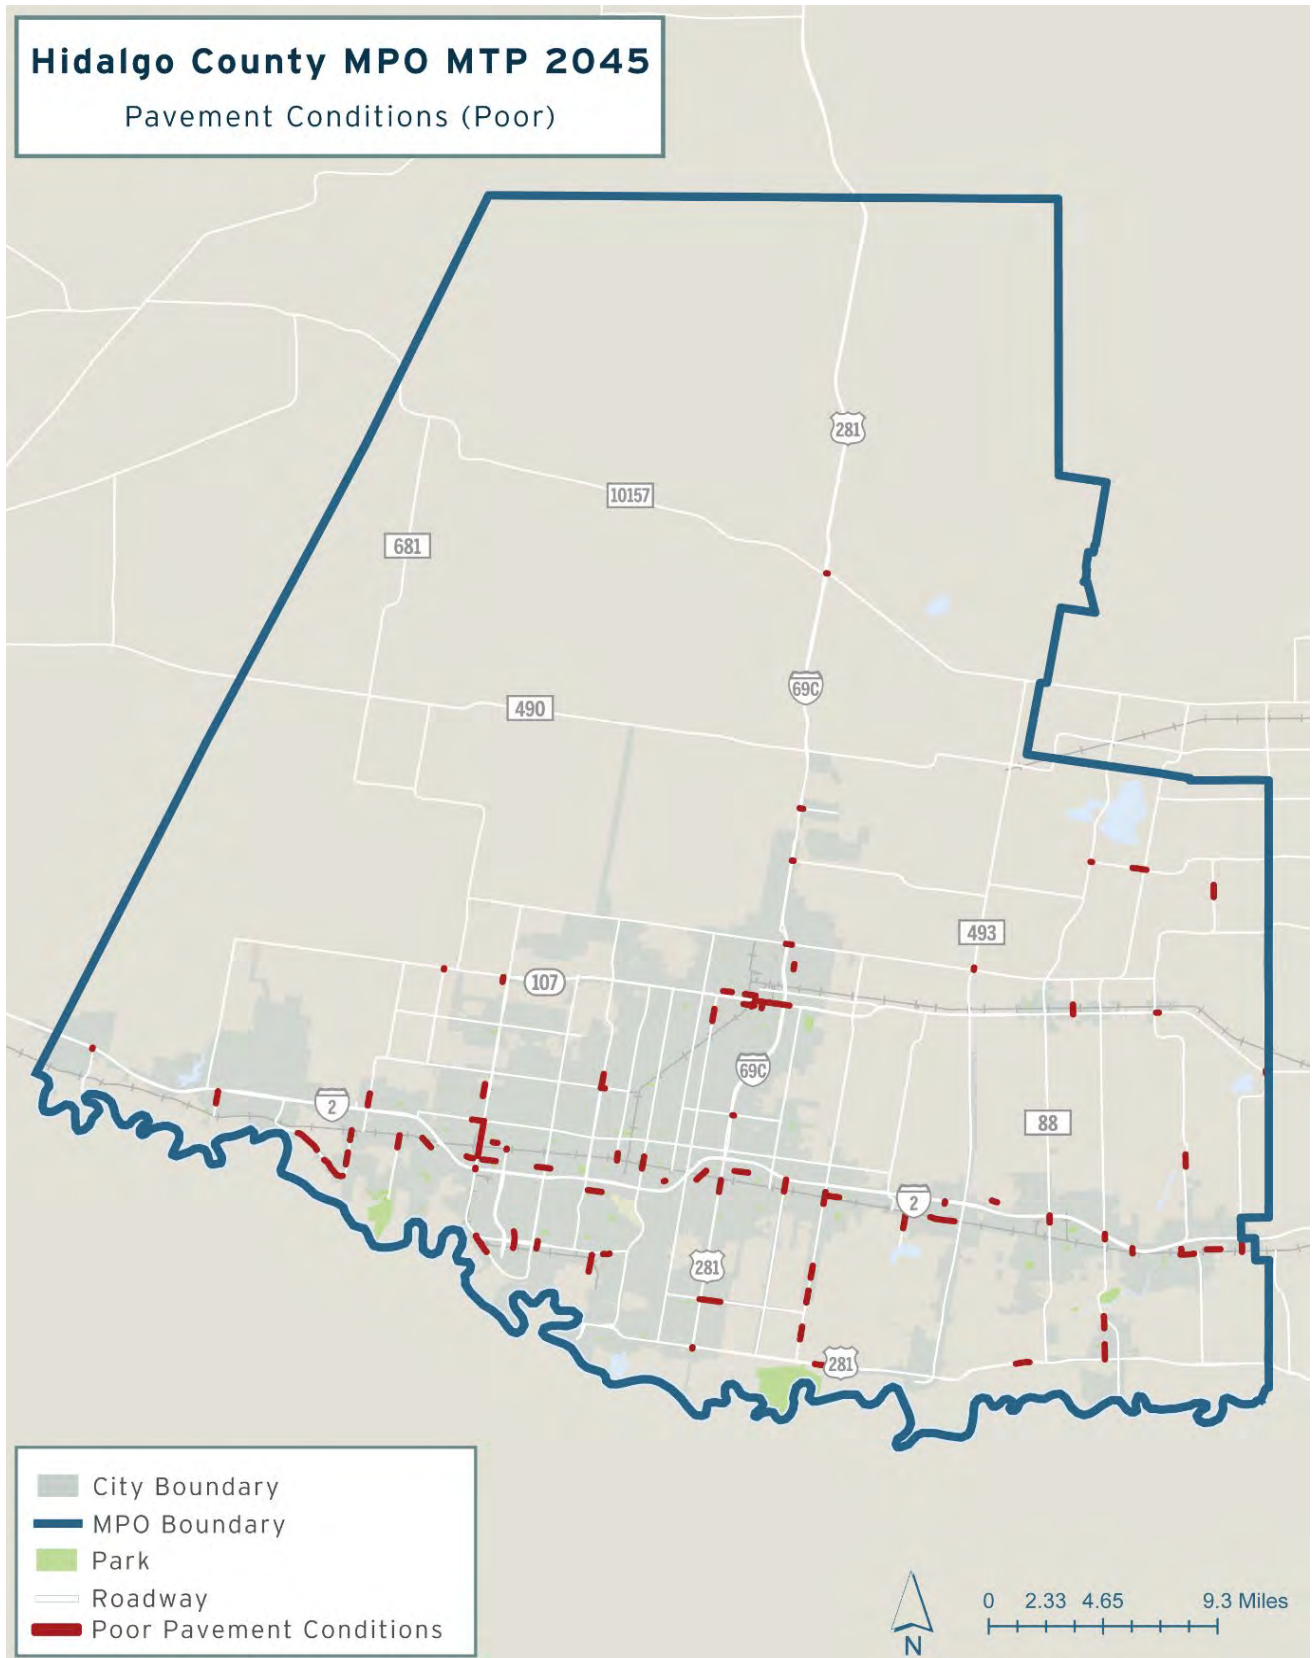 Hidalgo County MPO MTP 2045
Pavement Conditions (Poor)
281
10157
681
69C
490
493
107
69C
2
88
2
281
281
City Boundary
MPO Boundary
Park
Roadway
Poor Pavement Conditions
N
0 2.33 4.65 9.3 Miles